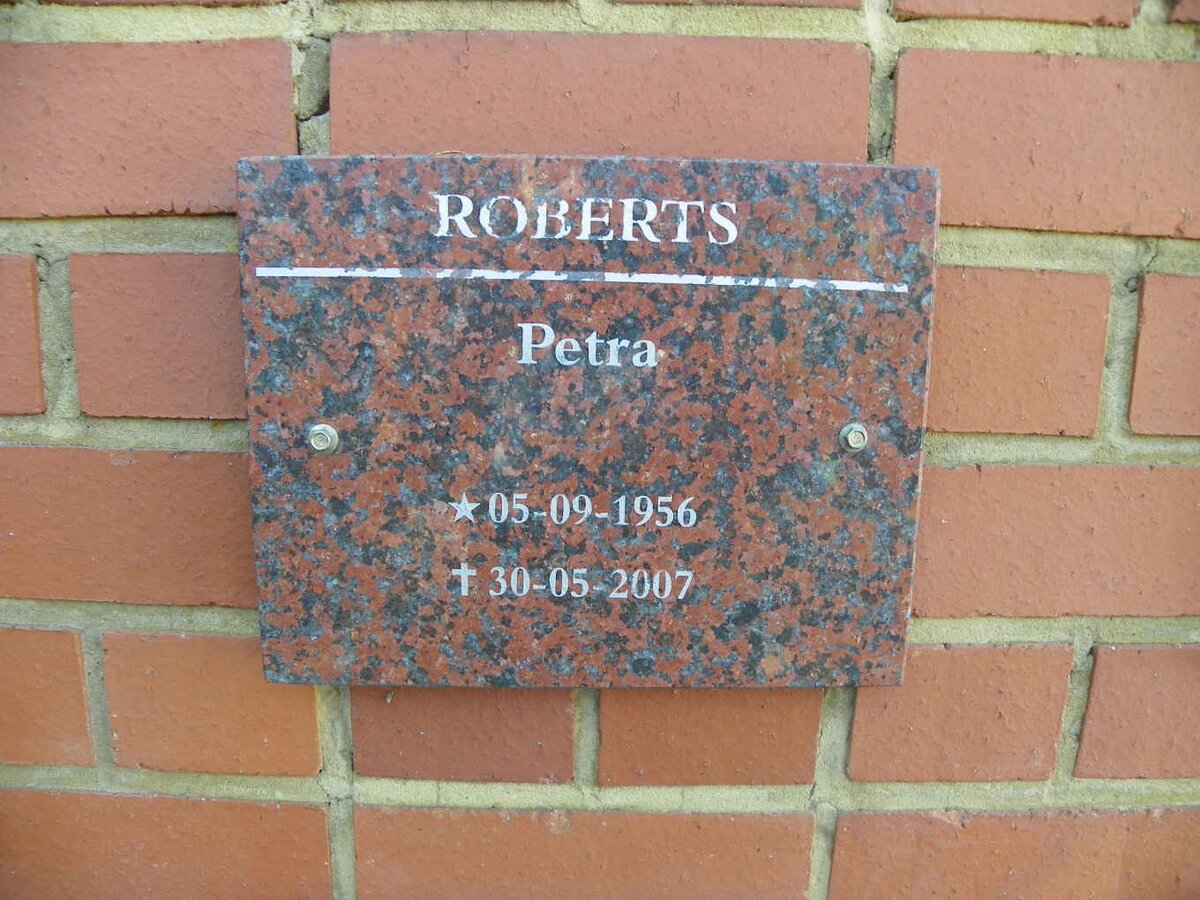 ROBERTS
Petra
★ 05-09-1956
✝ 30-05-2007